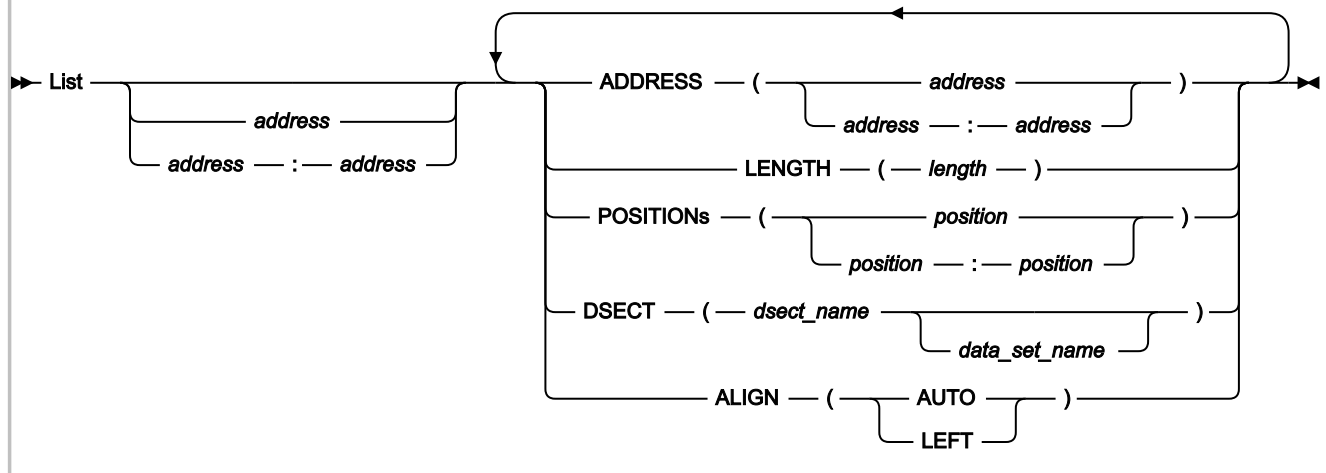 List ADDRESS ( address )
address address : address
address : address
LENGTH ( length )
POSITIONs ( position )
position : position
DSECT ( dsect_name )
data_set_name
ALIGN ( AUTO )
LEFT